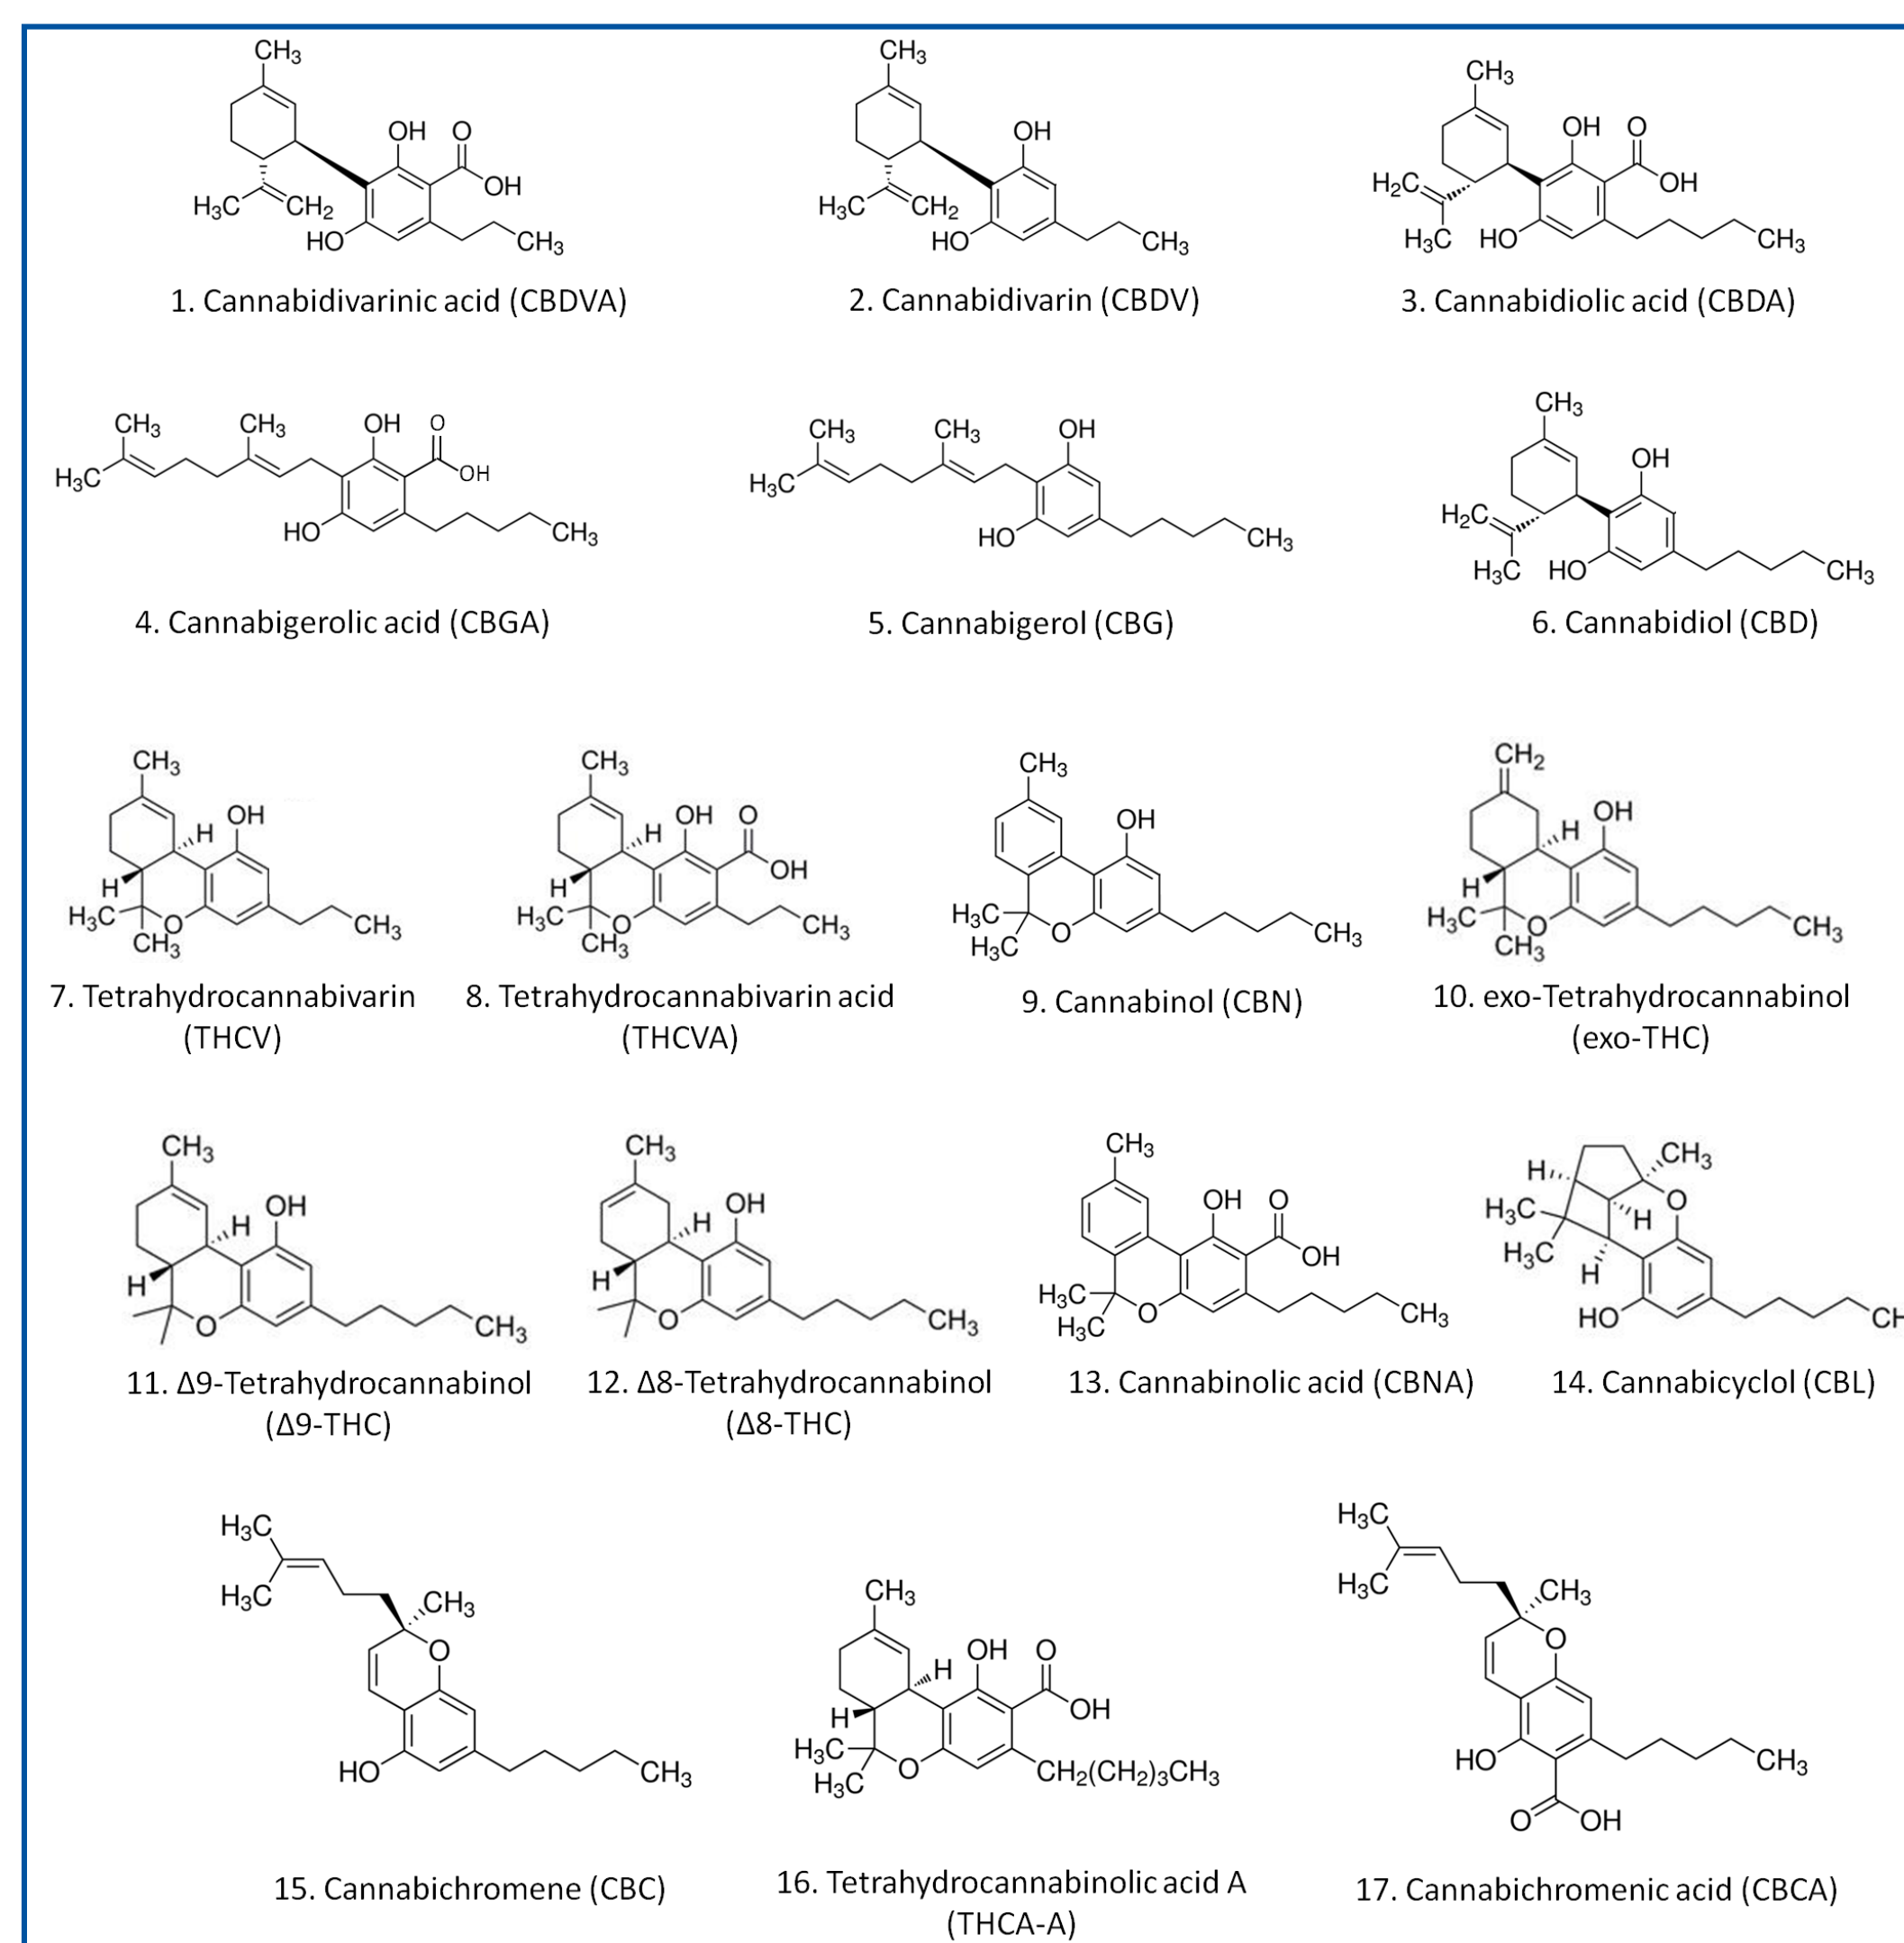 CH3
OH O
OH
H3C CH2
HO CH3
1. Cannabidivarinic acid (CBDVA)
CH3
OH
H3C CH2
HO CH3
2. Cannabidivarin (CBDV)
CH3
OH O
H2C OH
H3C HO CH3
3. Cannabidiolic acid (CBDA)
CH3 CH3 OH O
H3C OH
HO CH3
4. Cannabigerolic acid (CBGA)
CH3 CH3 OH
H3C
HO CH3
5. Cannabigerol (CBG)
CH3
OH
H2C
H3C HO CH3
6. Cannabidiol (CBD)
CH3
OH
H
H
H3C O CH3
CH3
7. Tetrahydrocannabivarin
(THCV)
CH3
OH O
H
OH
H
H3C O CH3
CH3
8. Tetrahydrocannabivarin acid
(THCVA)
CH3
OH
H3C
O CH3
H3C
9. Cannabinol (CBN)
CH2
OH
H
H
H3C O CH3
CH3
10. exo-Tetrahydrocannabinol
(exo-THC)
CH3
OH
H
H
O CH3
11. Δ9-Tetrahydrocannabinol
(Δ9-THC)
CH3
OH
H
H
O CH3
12. Δ8-Tetrahydrocannabinol
(Δ8-THC)
CH3
OH O
OH
H3C
O CH3
H3C
13. Cannabinolic acid (CBNA)
CH3
H
O
H3C H
H3C
H
HO CH
14. Cannabicyclol (CBL)
H3C
H3C CH3
O
HO CH3
15. Cannabichromene (CBC)
CH3
OH O
H
OH
H
H3C
O CH2(CH2)3CH3
H3C
16. Tetrahydrocannabinolic acid A
(THCA-A)
H3C
H3C CH3
O
HO CH3
O OH
17. Cannabichromenic acid (CBCA)